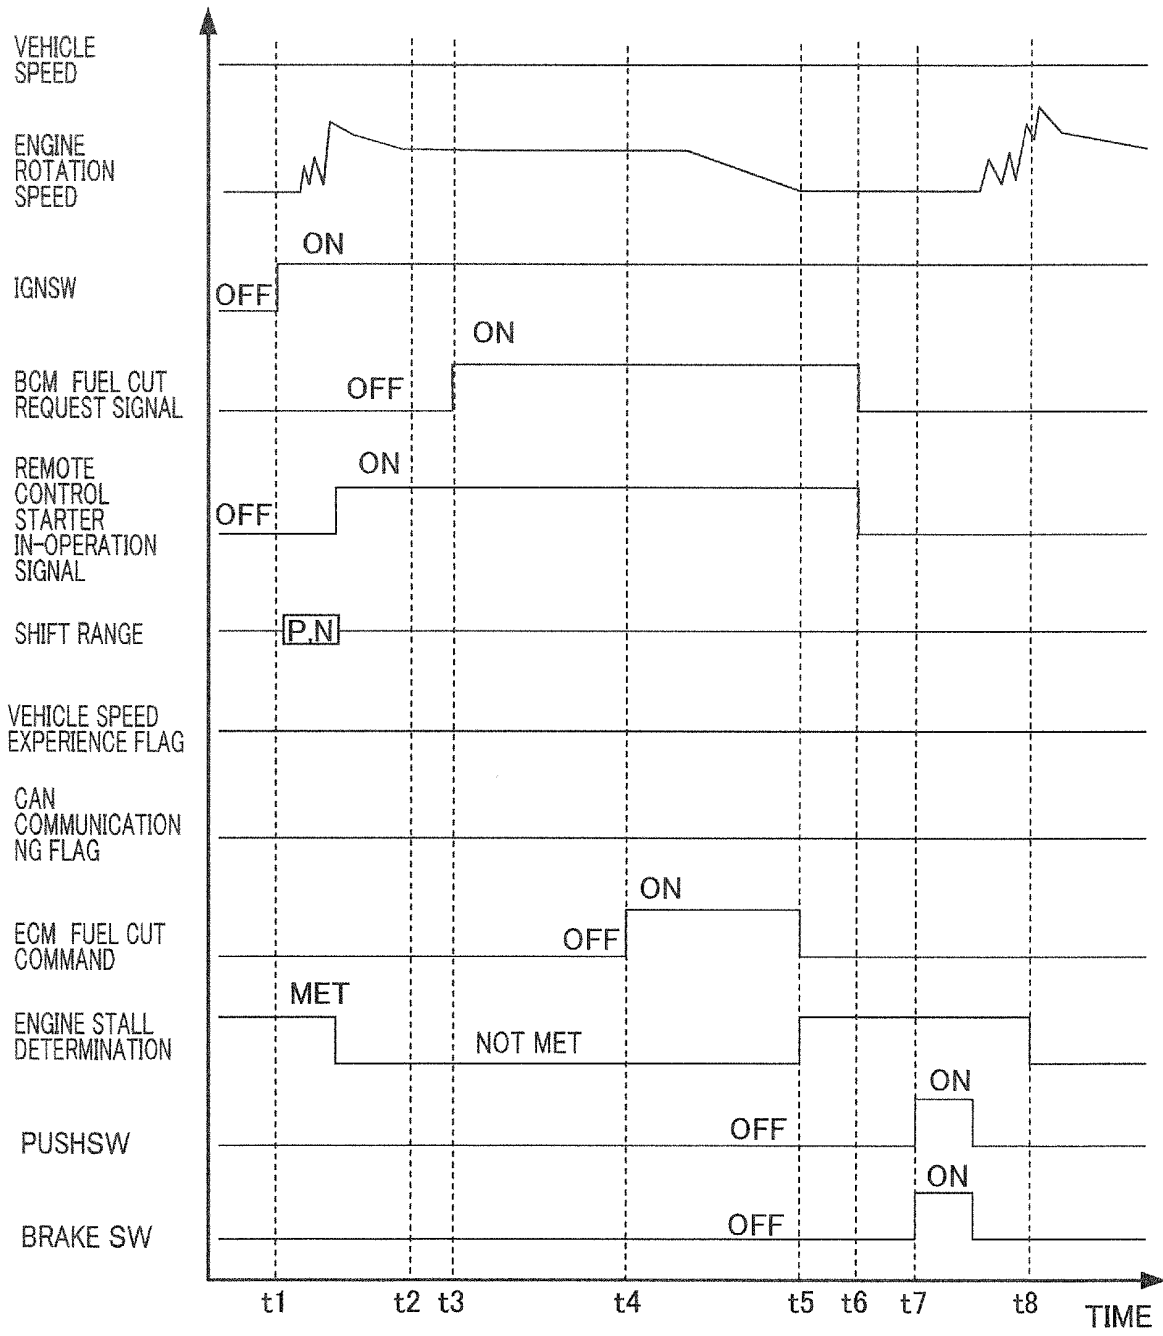 VEHICLE
SPEED
ENGINE
ROTATION
SPEED
ON
IGNSW
OFF
ON
BCM FUEL CUT
REQUEST SIGNAL
OFF
REMOTE
CONTROL
STARTER
IN-OPERATION
SIGNAL
ON
OFF
SHIFT RANGE
P,N
VEHICLE SPEED
EXPERIENCE FLAG
CAN
COMMUNICATION
NG FLAG
ON
ECM FUEL CUT
COMMAND
OFF
MET
ENGINE STALL
DETERMINATION
NOT MET
ON
PUSHSW
OFF
ON
BRAKE SW
OFF
t1
t2
t3
t4
t5
t6
t7
t8
TIME